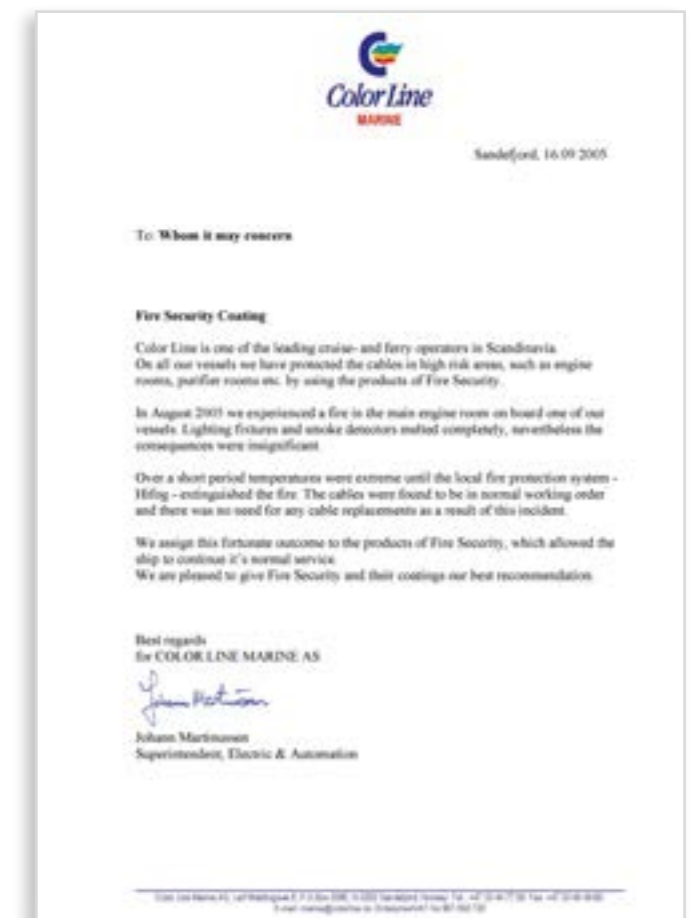 Color Line
MARINE
Sandefjord, 16.09 2005
To: Whom it may concern
Fire Security Coating
Color Line is one of the leading cruise- and ferry operators in Scandinavia.
On all our vessels we have protected the cables in high risk areas, such as engine
rooms, purifier rooms etc. by using the products of Fire Security.
In August 2005 we experienced a fire in the main engine room on board one of our
vessels. Lighting fixtures and smoke detectors melted completely, nevertheless the
consequences were insignificant.
Over a short period temperatures were extreme until the local fire protection system -
Hifog - extinguished the fire. The cables were found to be in normal working order
and there was no need for any cable replacements as a result of this incident.
We assign this fortunate outcome to the products of Fire Security, which allowed the
ship to continue it's normal service.
We are pleased to give Fire Security and their coatings our best recommendation.
Best regards
for COLOR LINE MARINE AS
Johann Martinussen
Superintendent, Electric & Automation